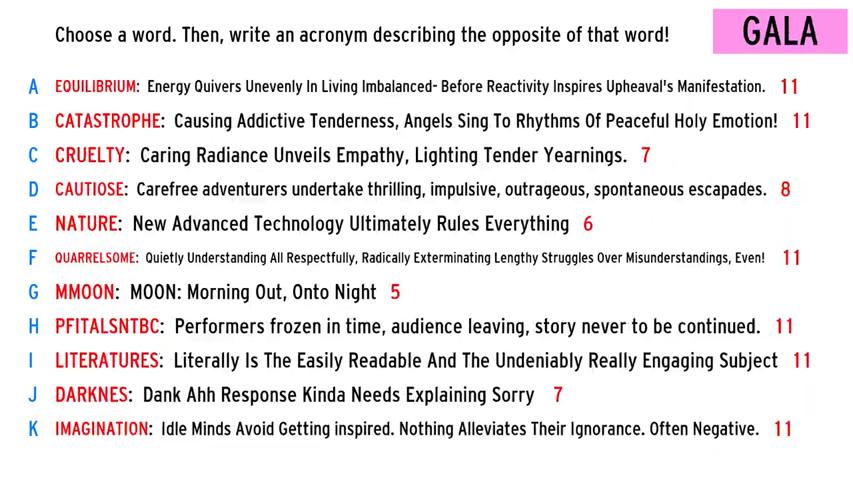 Choose a word. Then, write an acronym describing the opposite of that word!
GALA
A EQUILIBRIUM: Energy Quivers Unevenly In Living Imbalanced- Before Reactivity Inspires Upheaval's Manifestation. 11
B CATASTROPHE: Causing Addictive Tenderness, Angels Sing To Rhythms Of Peaceful Holy Emotion! 11
C CRUELTY: Caring Radiance Unveils Empathy, Lighting Tender Yearnings. 7
D CAUTIOSE: Carefree adventurers undertake thrilling, impulsive, outrageous, spontaneous escapades. 8
E NATURE: New Advanced Technology Ultimately Rules Everything 6
F QUARRELSOME: Quietly Understanding All Respectfully, Radically Exterminating Lengthy Struggles Over Misunderstandings, Even! 11
G MMOON: MOON: Morning Out, Onto Night 5
H PFITALSNTBC: Performers frozen in time, audience leaving, story never to be continued. 11
I LITERATURES: Literally Is The Easily Readable And The Undeniably Really Engaging Subject 11
J DARKNES: Dank Ahh Response Kinda Needs Explaining Sorry 7
K IMAGINATION: Idle Minds Avoid Getting inspired. Nothing Alleviates Their Ignorance. Often Negative. 11